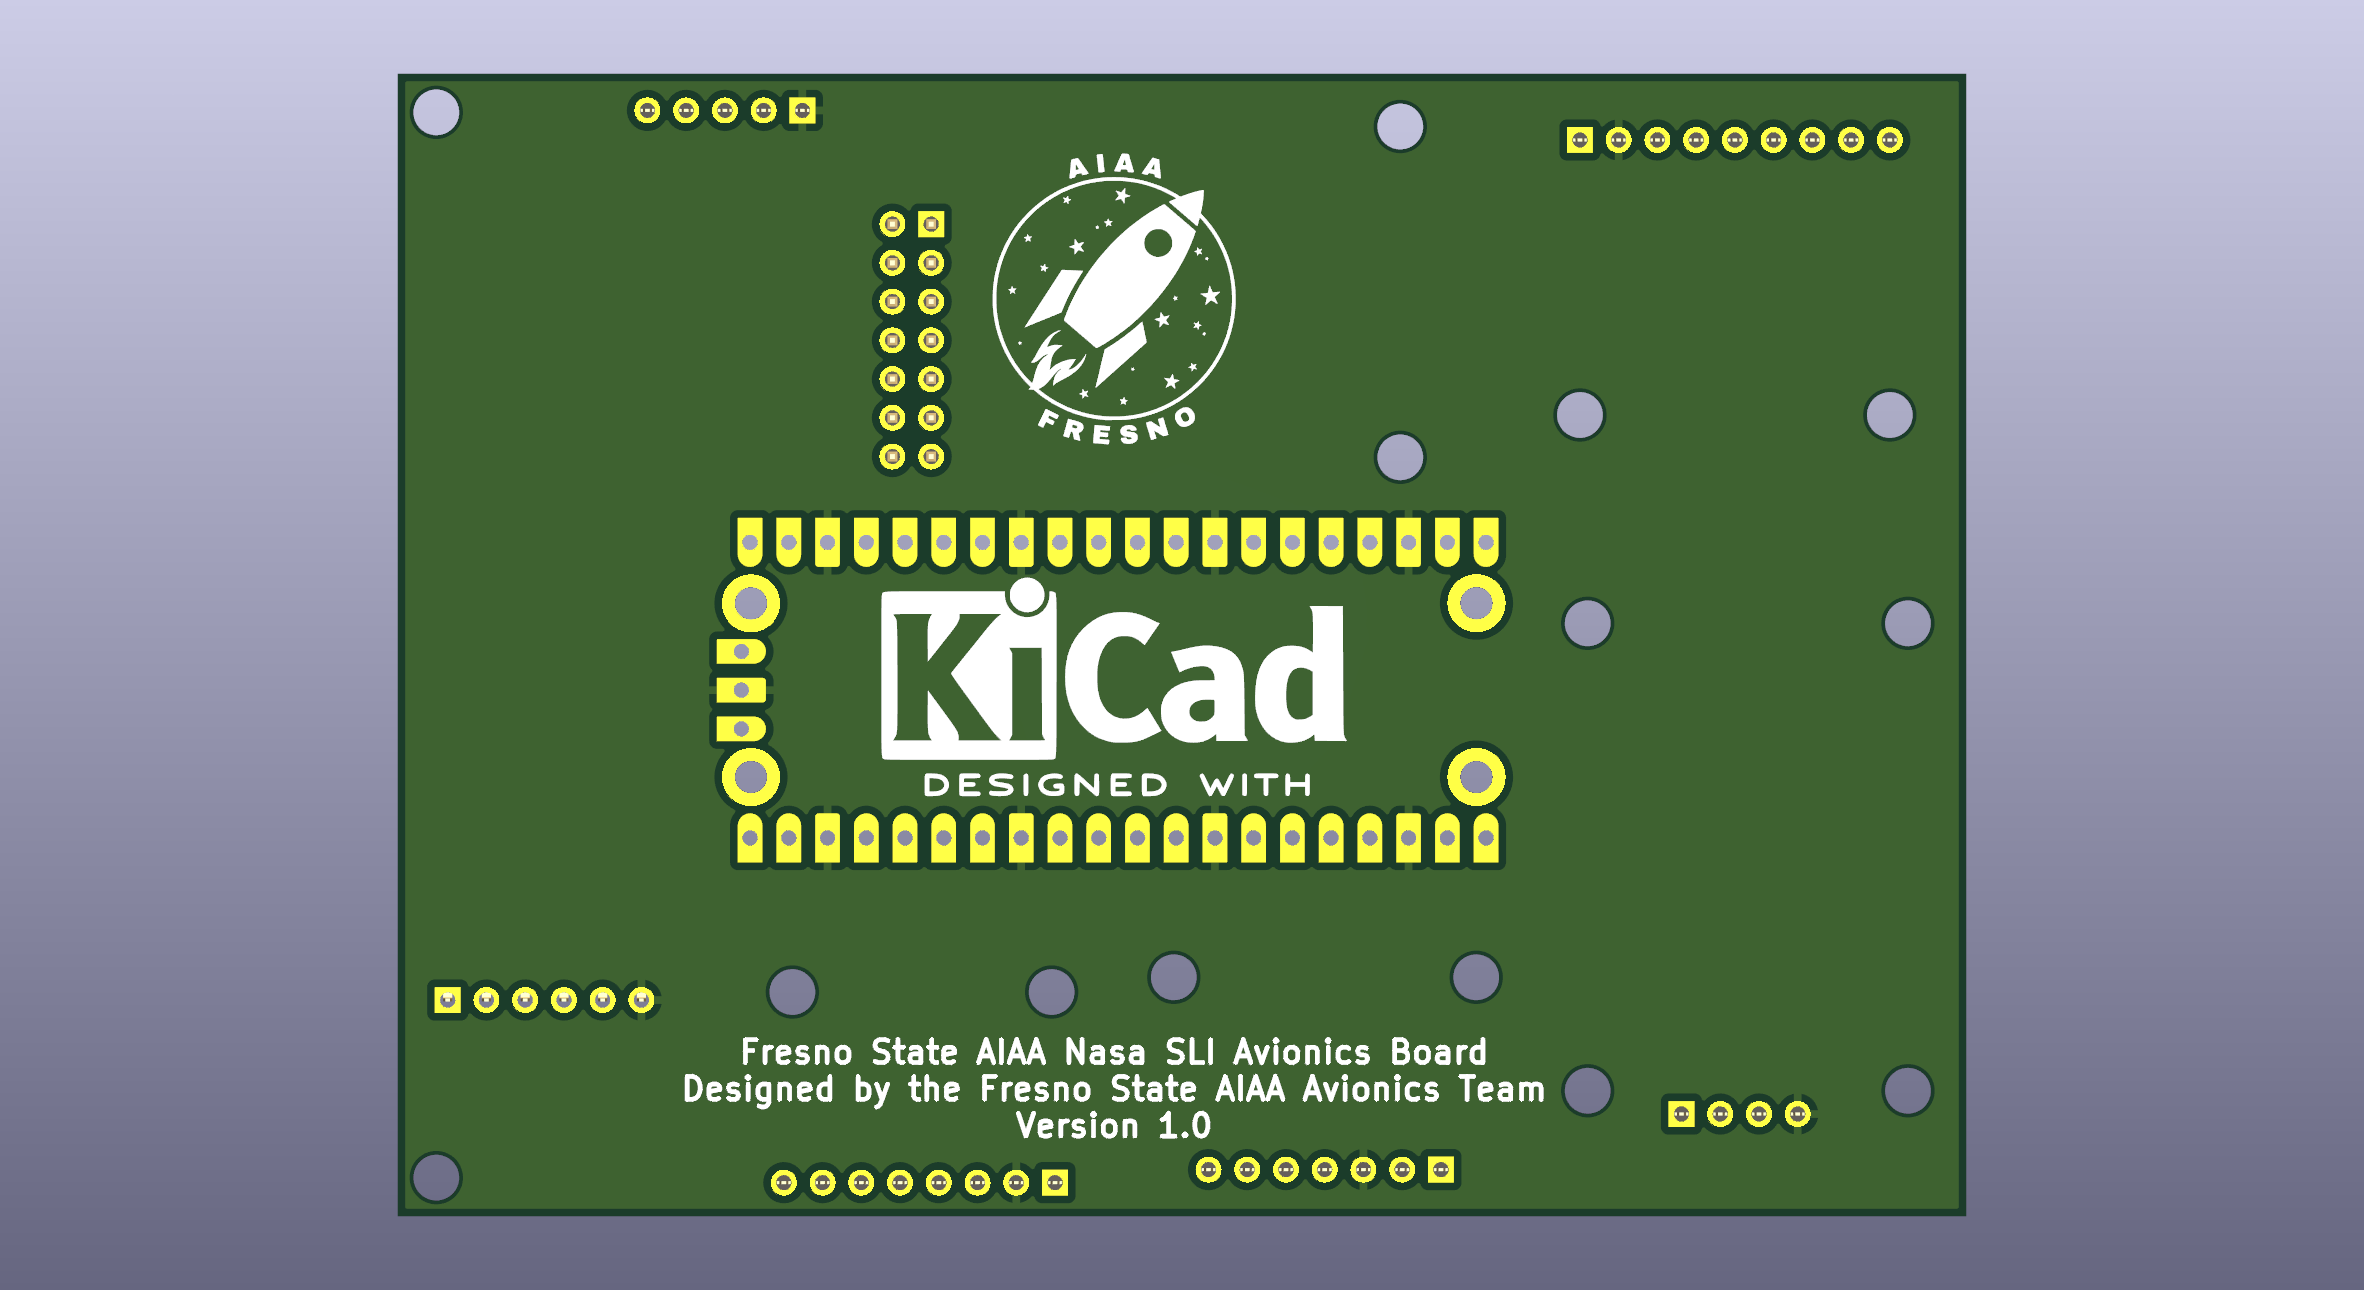 AIAA
FRESNO
KiCad
DESIGNED WITH
Fresno State AIAA Nasa SLI Avionics Board
Designed by the Fresno State AIAA Avionics Team
Version 1.0